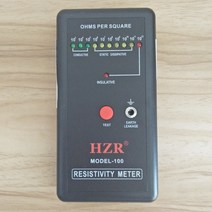 OHMS PER SQUARE
CONDUCTIVE STATIC DISSIPATIVE
INSULATIVE
TEST
EARTH
LEAKAGE
HZR®
MODEL-100
RESISTIVITY METER